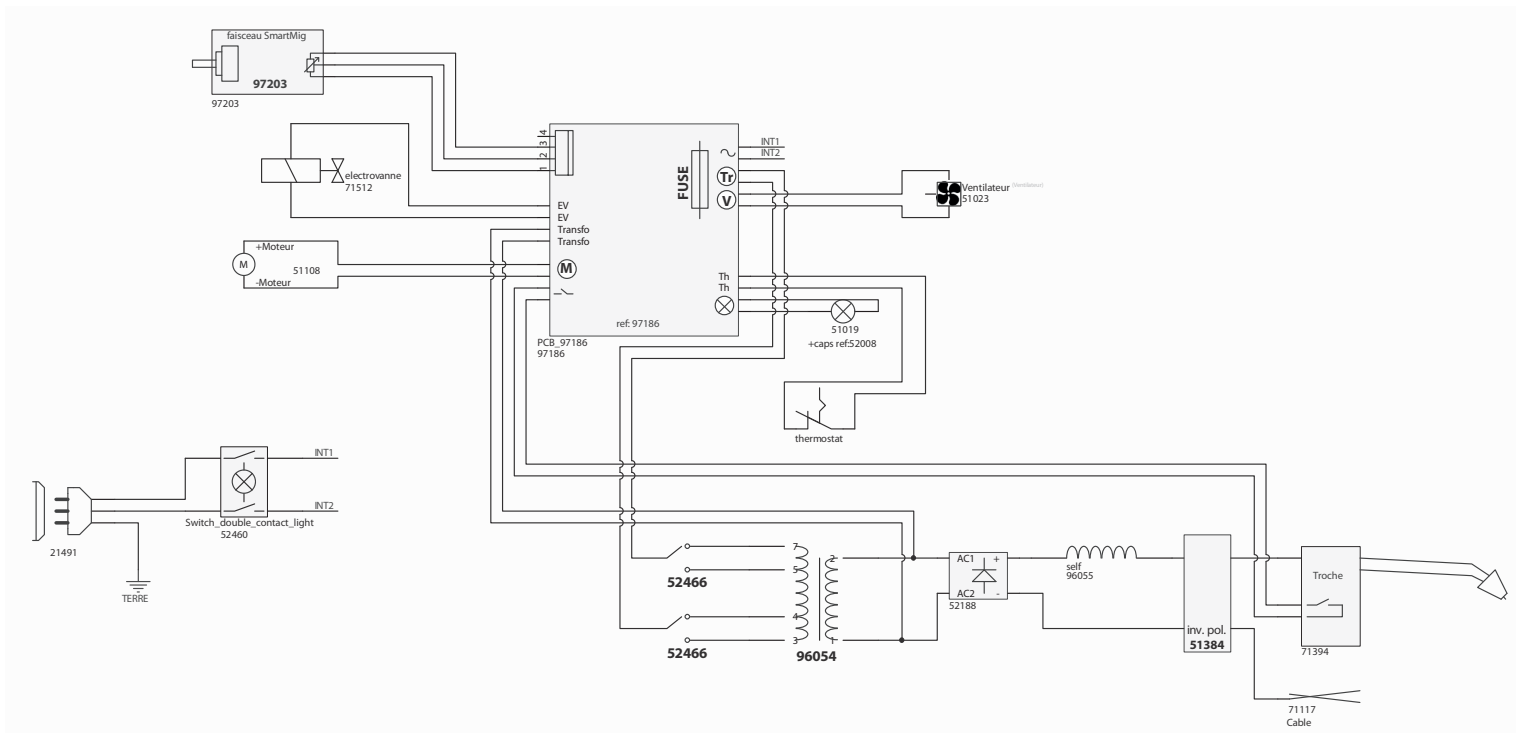 faisceau SmartMig
97203
97203
4
3
2
1
electrovanne
71512
EV
EV
Transfo
Transfo
+Moteur
M
51108
-Moteur
M
FUSE
INT1
INT2
Tr
V
Ventilateur (Ventilateur)
51023
Th
Th
ref: 97186
PCB_97186
97186
51019
+caps ref:52008
thermostat
INT1
INT2
Switch_double_contact_light
52460
21491
TERRE
7
5
52466
4
3
52466
2
1
96054
AC1 +
AC2 -
52188
self
96055
inv. pol.
51384
Troche
71394
71117
Cable